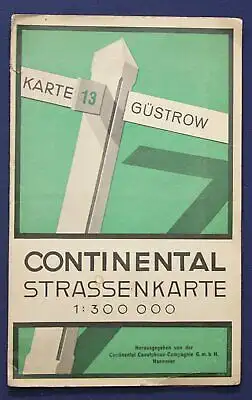 KARTE 13
GÜSTROW
CONTINENTAL
STRASSENKARTE
1:300 000
Herausgegeben von der
Continental Caoutchouc-Compagnie G. m. b. H.
Hannover